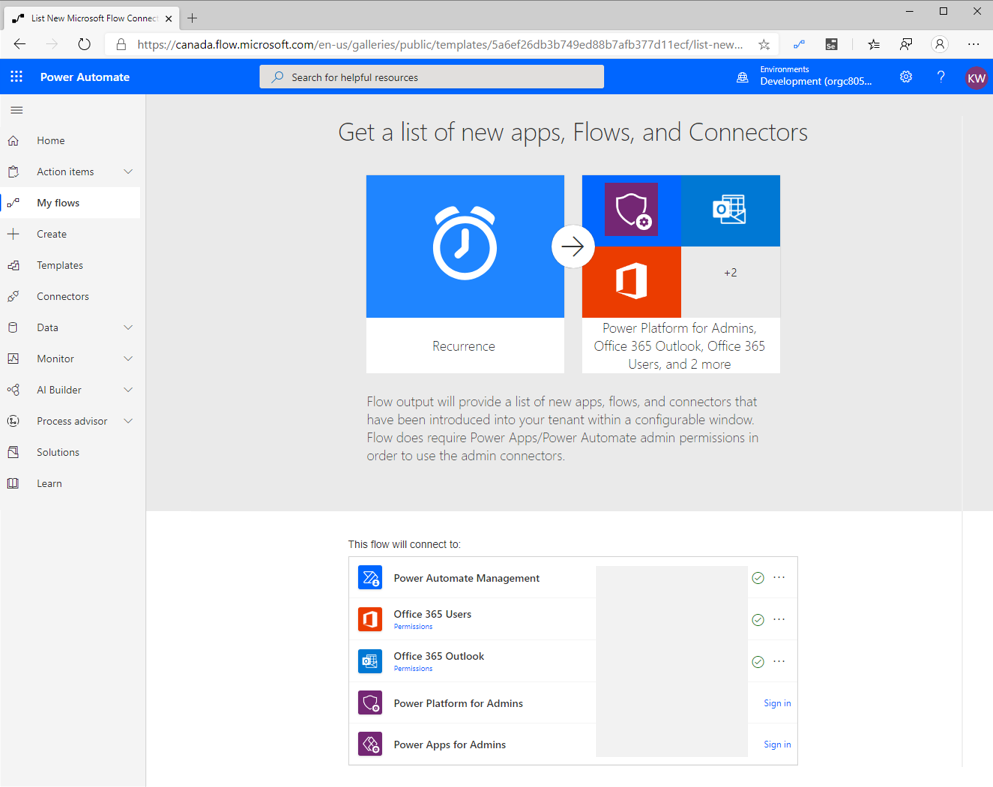 List New Microsoft Flow Connect
https://canada.flow.microsoft.com/en-us/galleries/public/templates/5a6ef26db3b749ed88b7afb377d11ecf/list-new...
Se
Power Automate
Search for helpful resources
Environments
Development (orgc805...
?
KW
Home
Action items
My flows
Create
Templates
Connectors
Data
Monitor
AI Builder
Process advisor
Solutions
Learn
Get a list of new apps, Flows, and Connectors
+2
Recurrence
Power Platform for Admins,
Office 365 Outlook, Office 365
Users, and 2 more
Flow output will provide a list of new apps, flows, and connectors that
have been introduced into your tenant within a configurable window.
Flow does require Power Apps/Power Automate admin permissions in
order to use the admin connectors.
This flow will connect to:
Power Automate Management
Office 365 Users
Permissions
Office 365 Outlook
Permissions
Power Platform for Admins
Sign in
Power Apps for Admins
Sign in